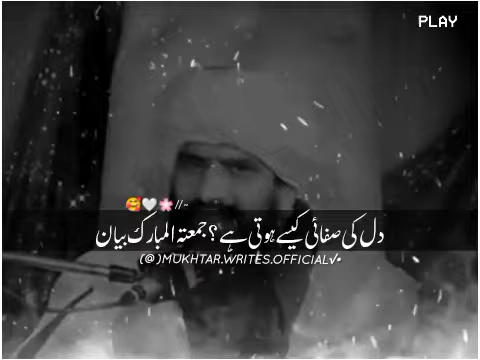 PLAY
🥰🤍🌸//~
دل کی صفائی کیسے ہوتی ہے ؟ جمعتہ المبارک بیان
(@)MUKHTAR.WRITES.OFFICIAL√•